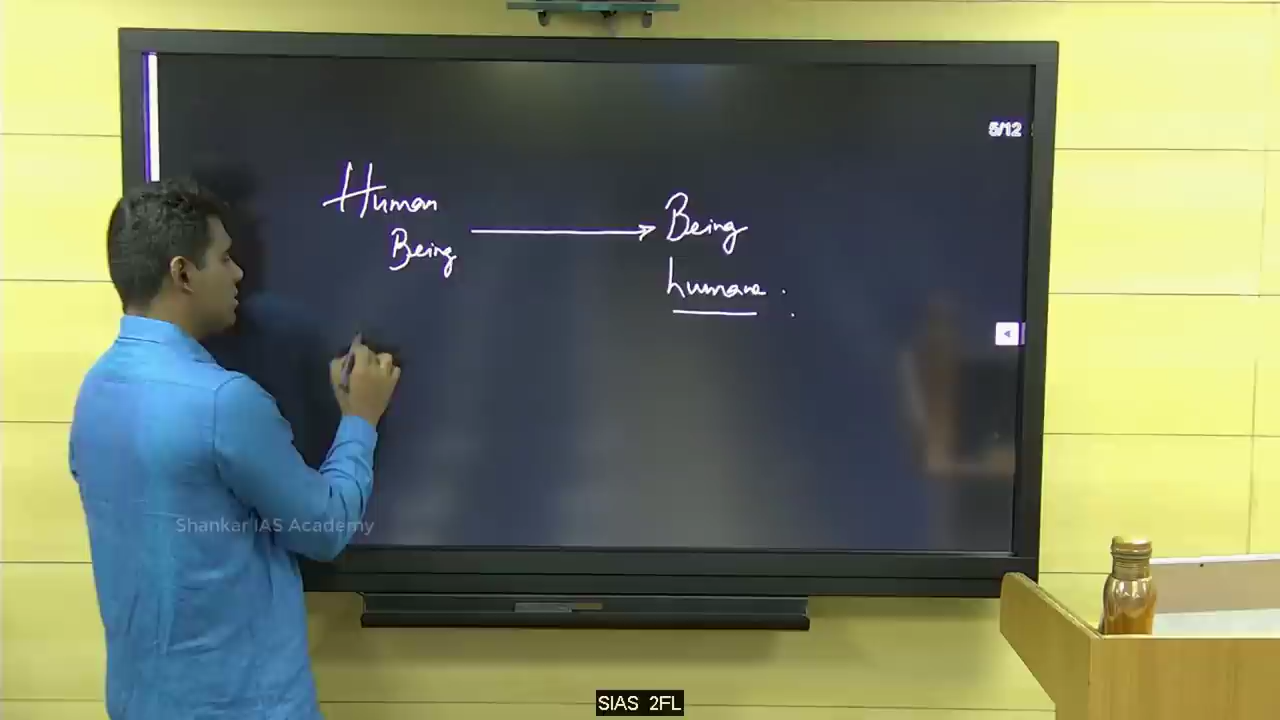 5/12
Human
Being
Being
humane.
Shankar IAS Academy
SIAS 2FL